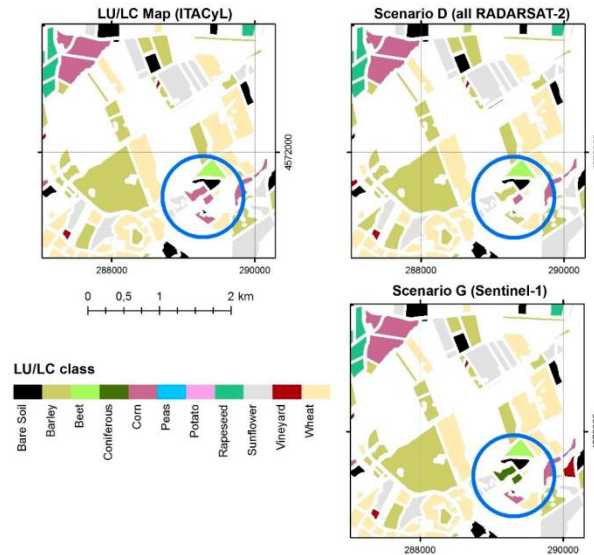 LU/LC Map (ITACyL)
Scenario D (all RADARSAT-2)
4572000
288000
290000
288000
290000
0
0,5
1
2 km
Scenario G (Sentinel-1)
LU/LC class
Bare Soil
Barley
Beet
Coniferous
Corn
Peas
Potato
Rapeseed
Sunflower
Vineyard
Wheat
288000
290000